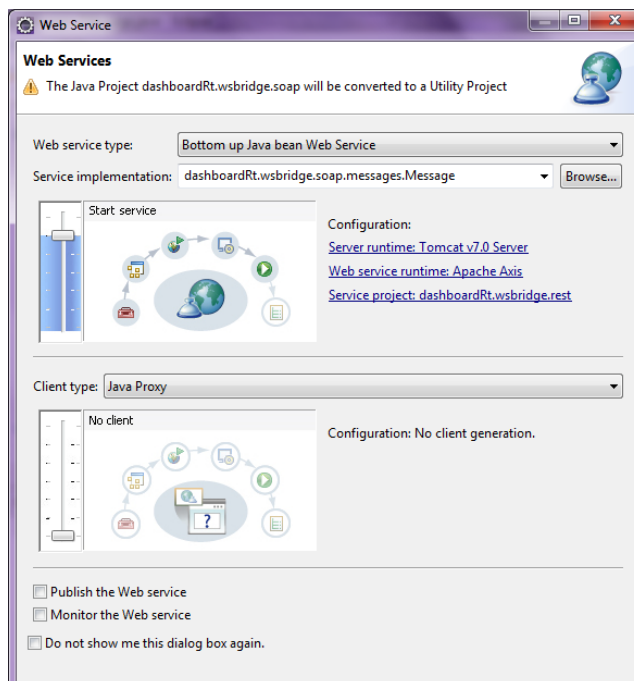 Web Service
Web Services
The Java Project dashboardRt.wsbridge.soap will be converted to a Utility Project
Web service type: Bottom up Java bean Web Service
Service implementation: dashboardRt.wsbridge.soap.messages.Message Browse...
Start service
Configuration:
Server runtime: Tomcat v7.0 Server
Web service runtime: Apache Axis
Service project: dashboardRt.wsbridge.rest
Client type: Java Proxy
No client
Configuration: No client generation.
?
Publish the Web service
Monitor the Web service
Do not show me this dialog box again.